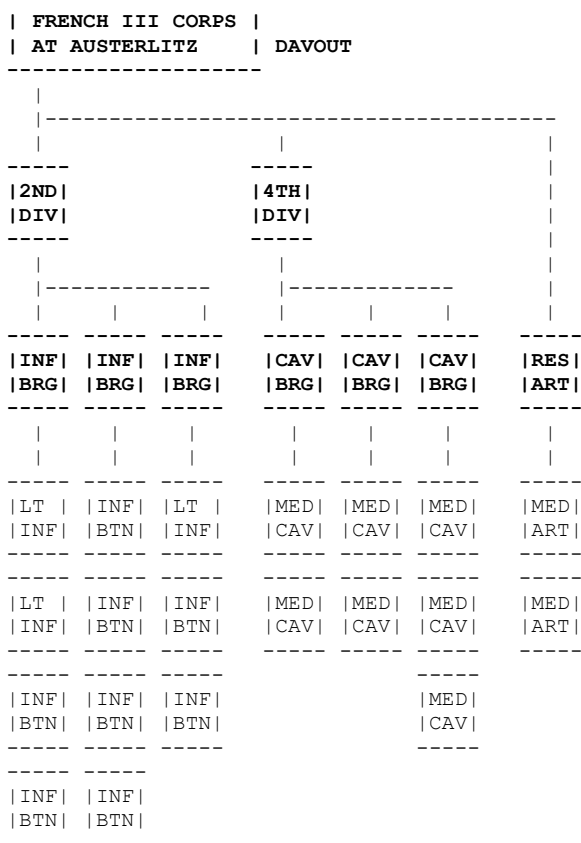 | FRENCH III CORPS |
| AT AUSTERLITZ | DAVOUT
|2ND| |4TH|
|DIV| |DIV|
|INF| |INF| |INF| |CAV| |CAV| |CAV| |RES|
|BRG| |BRG| |BRG| |BRG| |BRG| |BRG| |ART|
|LT | |INF| |LT | |MED| |MED| |MED| |MED|
|INF| |BTN| |INF| |CAV| |CAV| |CAV| |ART|
|LT | |INF| |INF| |MED| |MED| |MED| |MED|
|INF| |BTN| |BTN| |CAV| |CAV| |CAV| |ART|
|INF| |INF| |INF| |MED|
|BTN| |BTN| |BTN| |CAV|
|INF| |INF|
|BTN| |BTN|